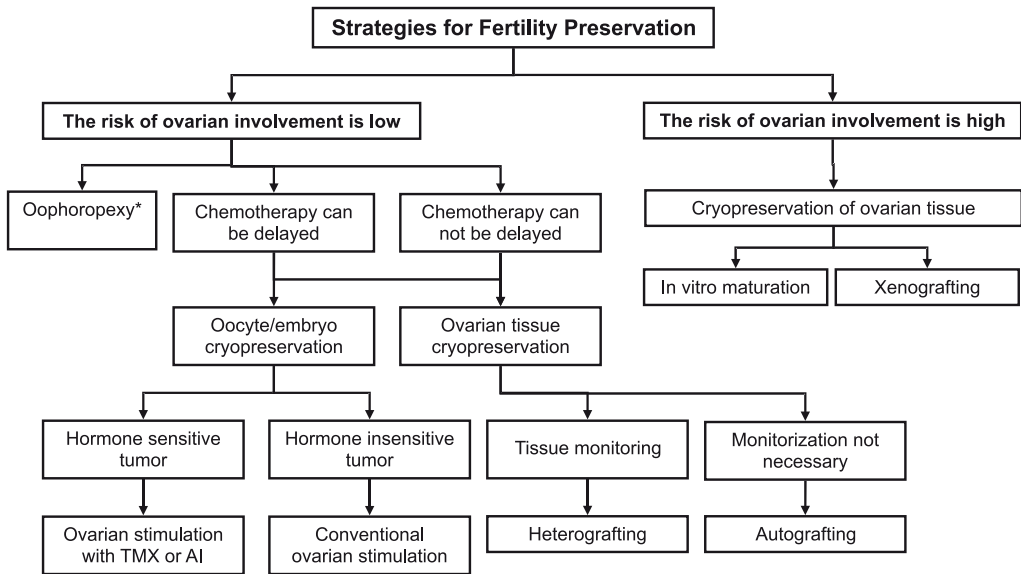 Strategies for Fertility Preservation
The risk of ovarian involvement is low
The risk of ovarian involvement is high
Oophoropexy*
Chemotherapy can
be delayed
Chemotherapy can
not be delayed
Cryopreservation of ovarian tissue
In vitro maturation
Xenografting
Oocyte/embryo
cryopreservation
Ovarian tissue
cryopreservation
Hormone sensitive
tumor
Hormone insensitive
tumor
Tissue monitoring
Monitorization not
necessary
Ovarian stimulation
with TMX or AI
Conventional
ovarian stimulation
Heterografting
Autografting